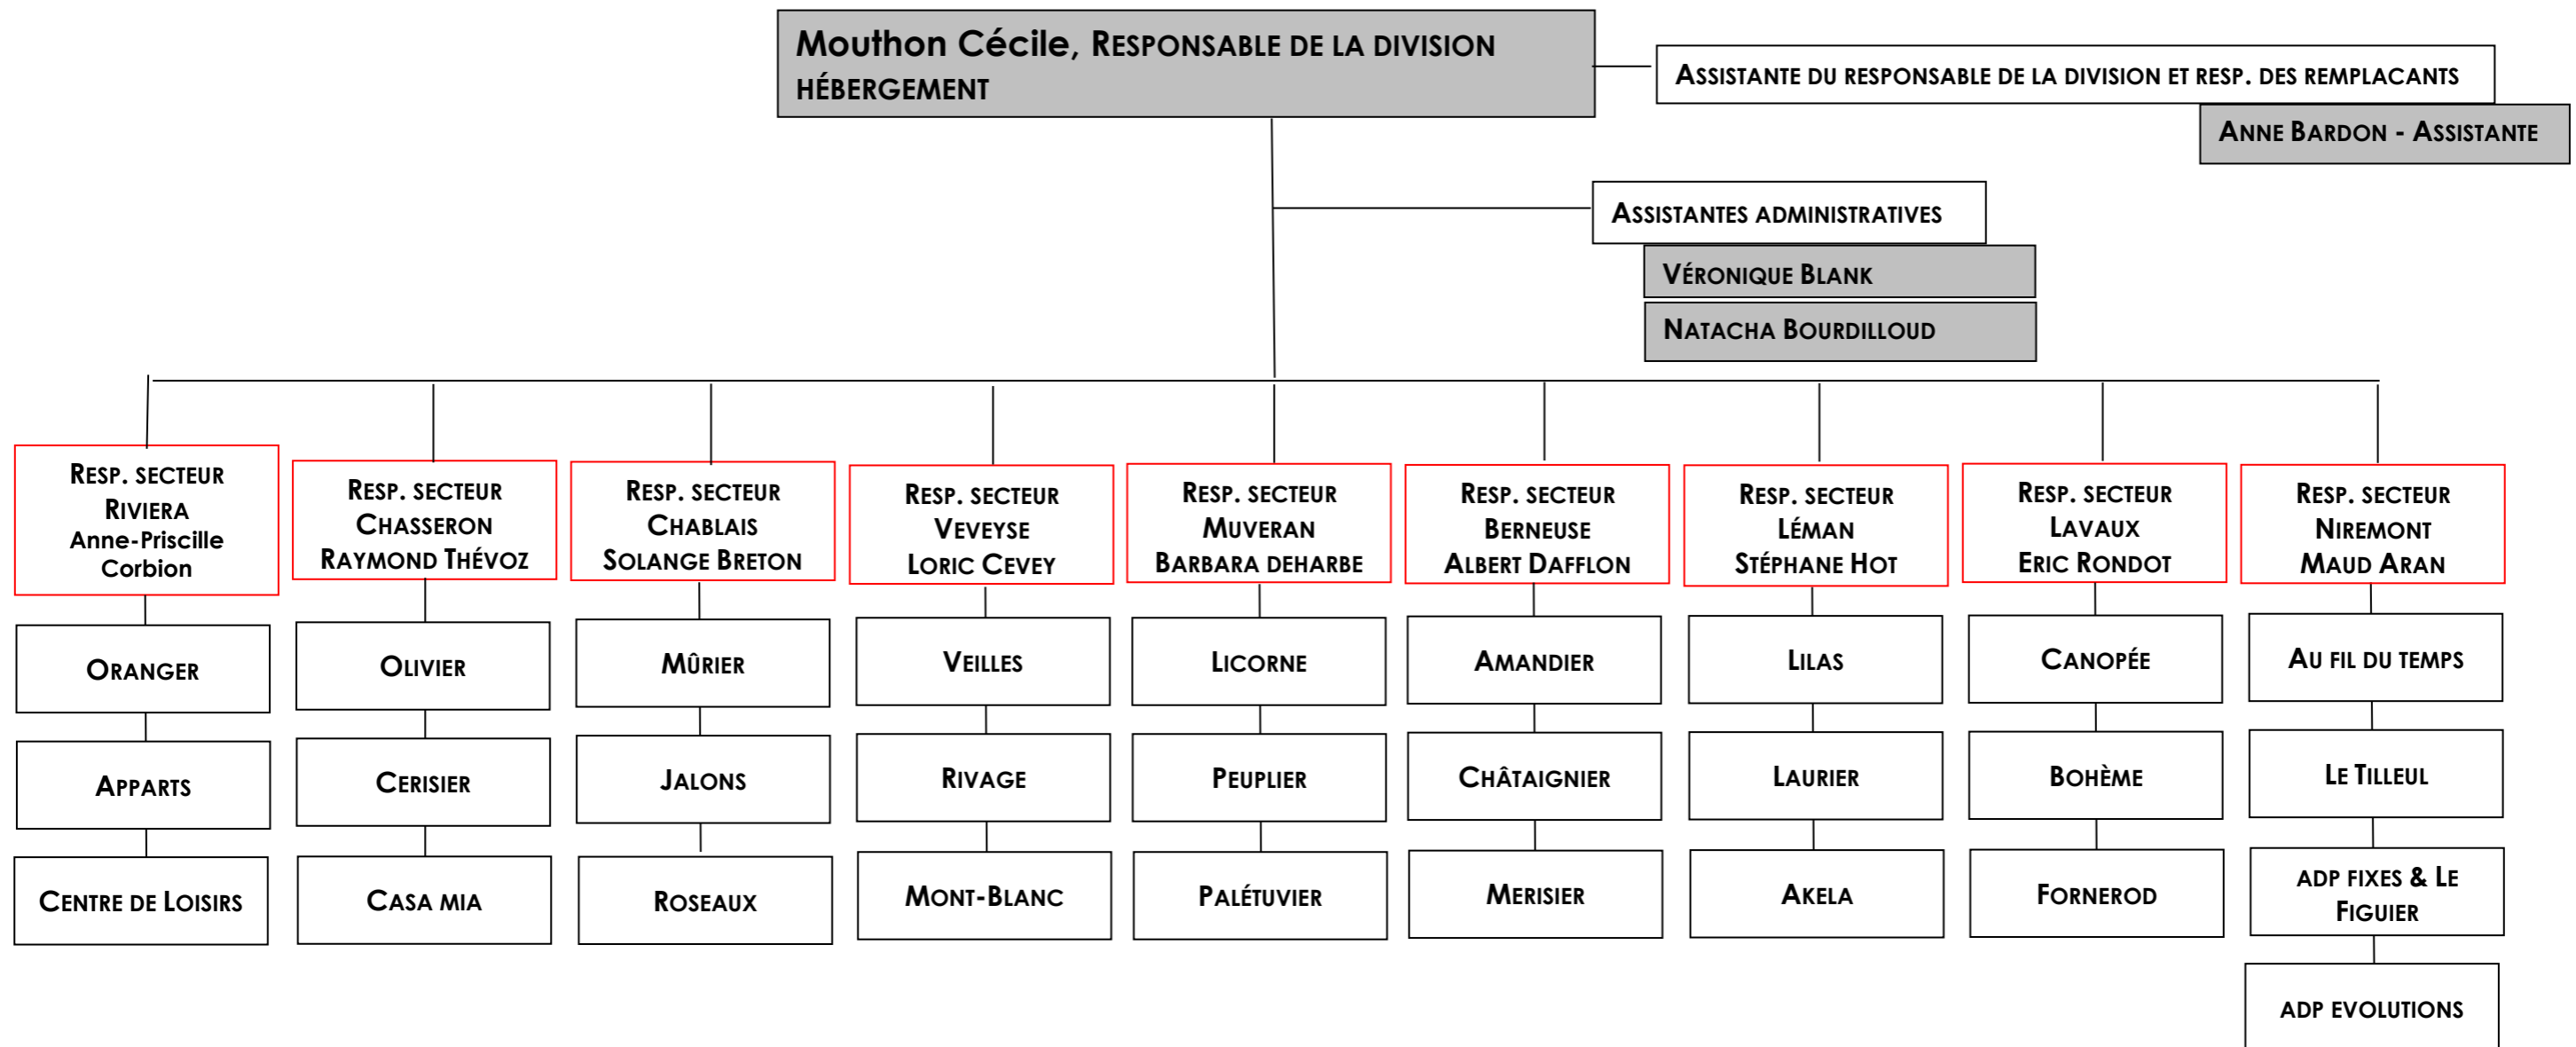 Mouthon Cécile, RESPONSABLE DE LA DIVISION
HÉBERGEMENT
ASSISTANTE DU RESPONSABLE DE LA DIVISION ET RESP. DES REMPLACANTS
ANNE BARDON - ASSISTANTE
ASSISTANTES ADMINISTRATIVES
VÉRONIQUE BLANK
NATACHA BOURDILLOUD
RESP. SECTEUR
RIVIERA
Anne-Priscille
Corbion
ORANGER
APPARTS
CENTRE DE LOISIRS
RESP. SECTEUR
CHASSERON
RAYMOND THÉVOZ
OLIVIER
CERISIER
CASA MIA
RESP. SECTEUR
CHABLAIS
SOLANGE BRETON
MÛRIER
JALONS
ROSEAUX
RESP. SECTEUR
VEVEYSE
LORIC CEVEY
VEILLES
RIVAGE
MONT-BLANC
RESP. SECTEUR
MUVERAN
BARBARA DEHARBE
LICORNE
PEUPLIER
PALÉTUVIER
RESP. SECTEUR
BERNEUSE
ALBERT DAFFLON
AMANDIER
CHÂTAIGNIER
MERISIER
RESP. SECTEUR
LÉMAN
STÉPHANE HOT
LILAS
LAURIER
AKELA
RESP. SECTEUR
LAVAUX
ERIC RONDOT
CANOPÉE
BOHÈME
FORNEROD
RESP. SECTEUR
NIREMONT
MAUD ARAN
AU FIL DU TEMPS
LE TILLEUL
ADP FIXES & LE
FIGUIER
ADP EVOLUTIONS